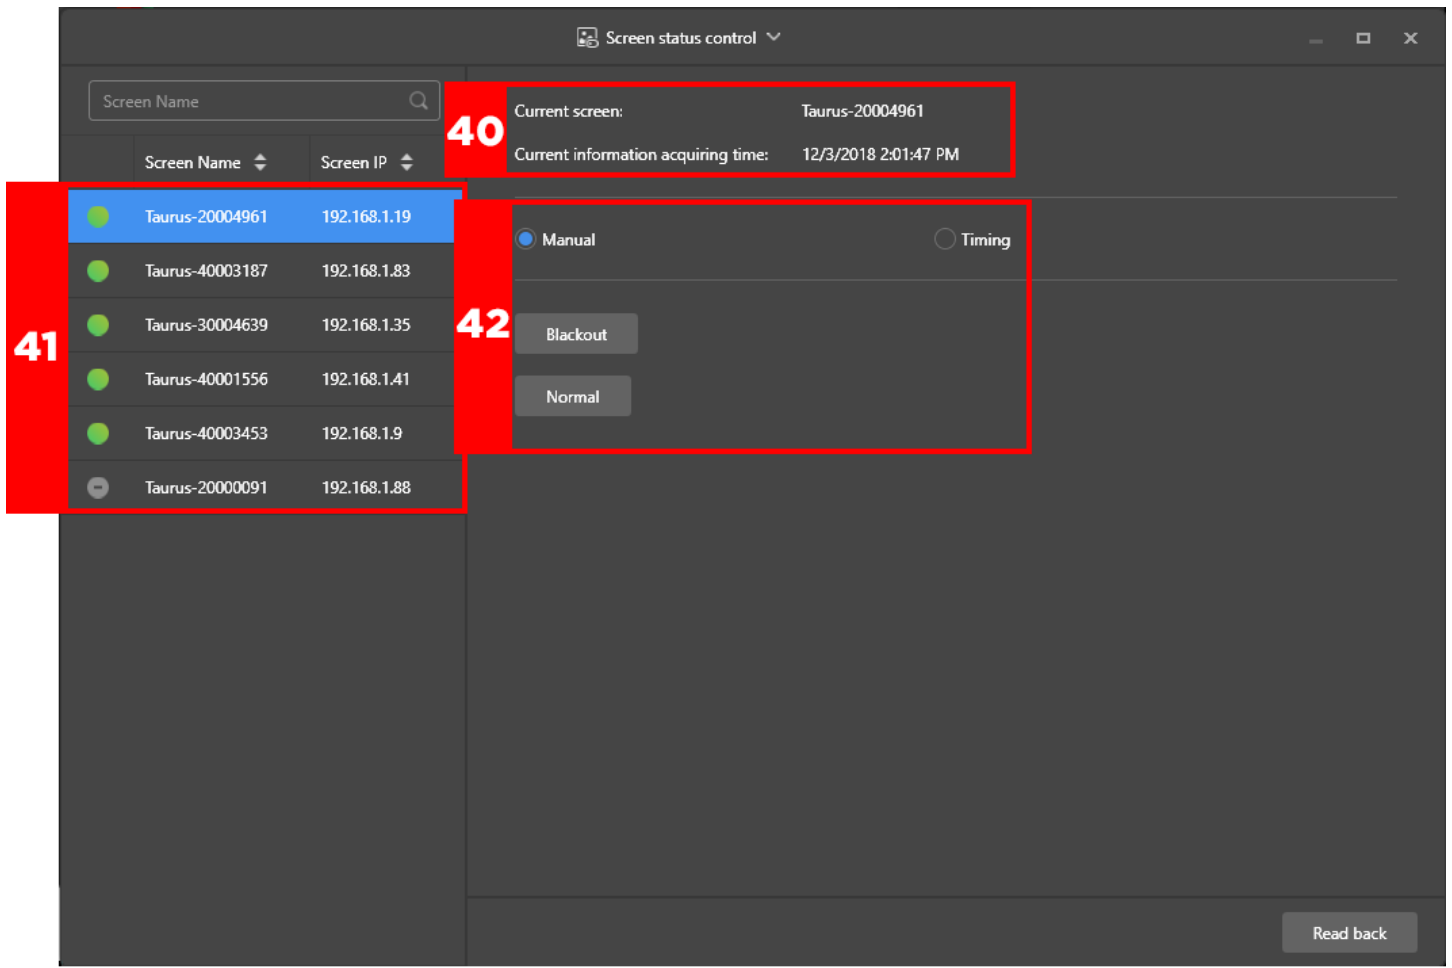 Screen status control
Screen Name
40
Current screen: Taurus-20004961
Current information acquiring time: 12/3/2018 2:01:47 PM
Screen Name Screen IP
41
Taurus-20004961 192.168.1.19
Taurus-40003187 192.168.1.83
Taurus-30004639 192.168.1.35
Taurus-40001556 192.168.1.41
Taurus-40003453 192.168.1.9
Taurus-20000091 192.168.1.88
42
Manual Timing
Blackout
Normal
Read back